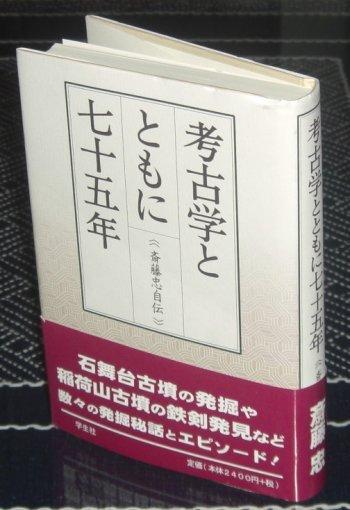 考古学と
ともに
七十五年
《斎藤忠自伝》
石舞台古墳の発掘や
稲荷山古墳の鉄剣発見など
数々の発掘秘話とエピソード!
学生社
定価(本体2400円+税)
考古学とともに七十五年
斎藤忠